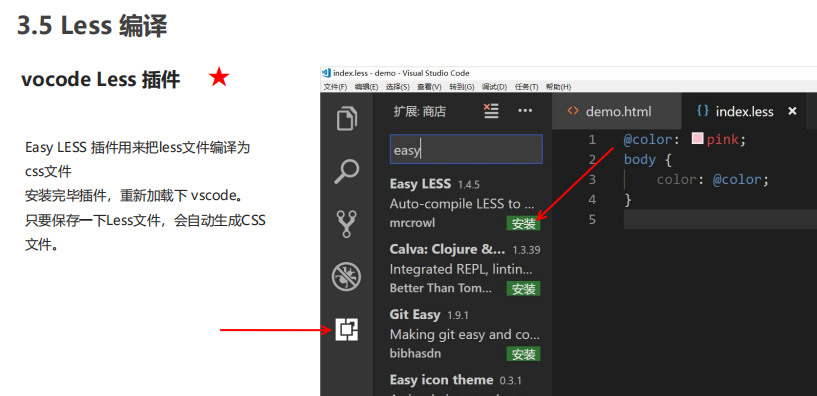 3.5 Less 编译
vocode Less 插件
Easy LESS 插件用来把less文件编译为
css文件
安装完毕插件，重新加载下 vscode。
只要保存一下Less文件，会自动生成CSS
文件。
index.less - demo - Visual Studio Code
文件(F) 编辑(E) 选择(S) 查看(V) 转到(G) 调试(D) 任务(T) 帮助(H)
扩展: 商店
easy
Easy LESS 1.4.5
Auto-compile LESS to ...
mrcrowl 安装
Calva: Clojure &... 1.3.39
Integrated REPL, lintin...
Better Than Tom... 安装
Git Easy 1.9.1
Making git easy and co...
bibhasdn 安装
Easy icon theme 0.3.1
demo.html
{} index.less
1 @color: pink;
2 body {
3 color: @color;
4 }
5